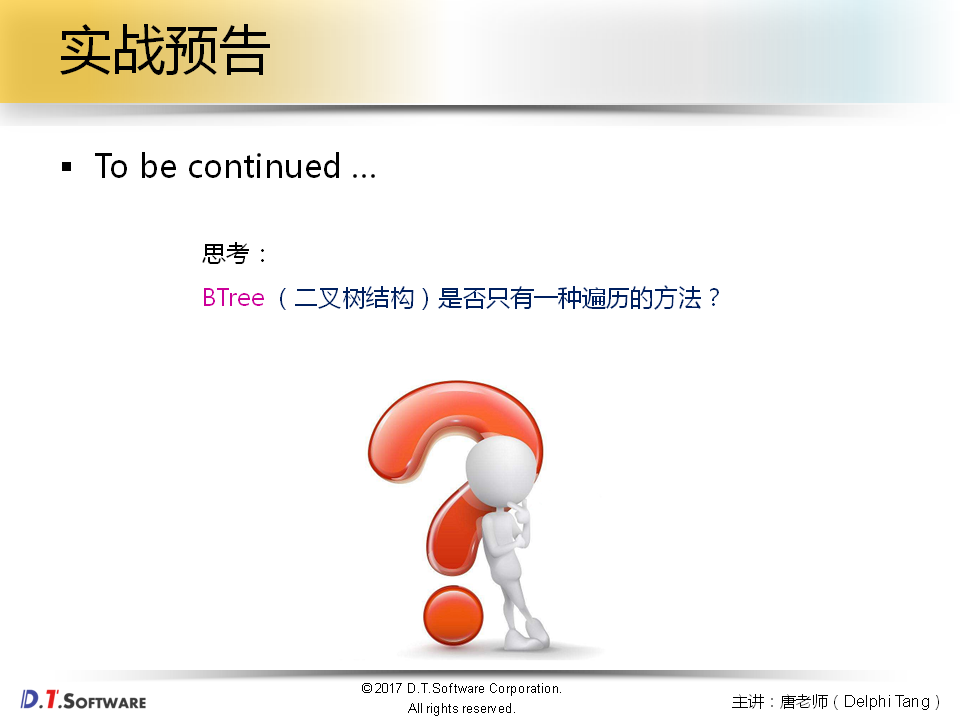 实战预告
▪ To be continued …
思考：
BTree （二叉树结构）是否只有一种遍历的方法？
D.T.SOFTWARE
©2017 D.T.Software Corporation.
All rights reserved.
主讲：唐老师（Delphi Tang）